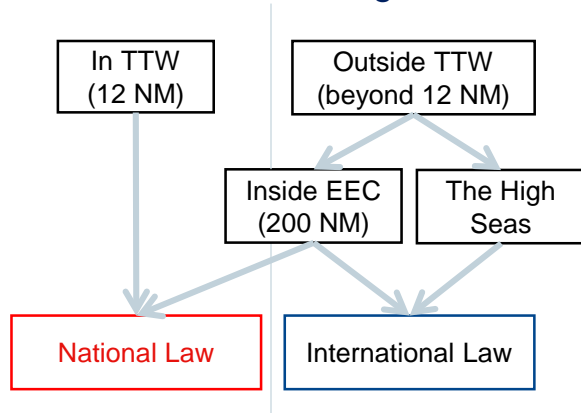 In TTW
(12 NM)
Outside TTW
(beyond 12 NM)
Inside EEC
(200 NM)
The High
Seas
National Law
International Law